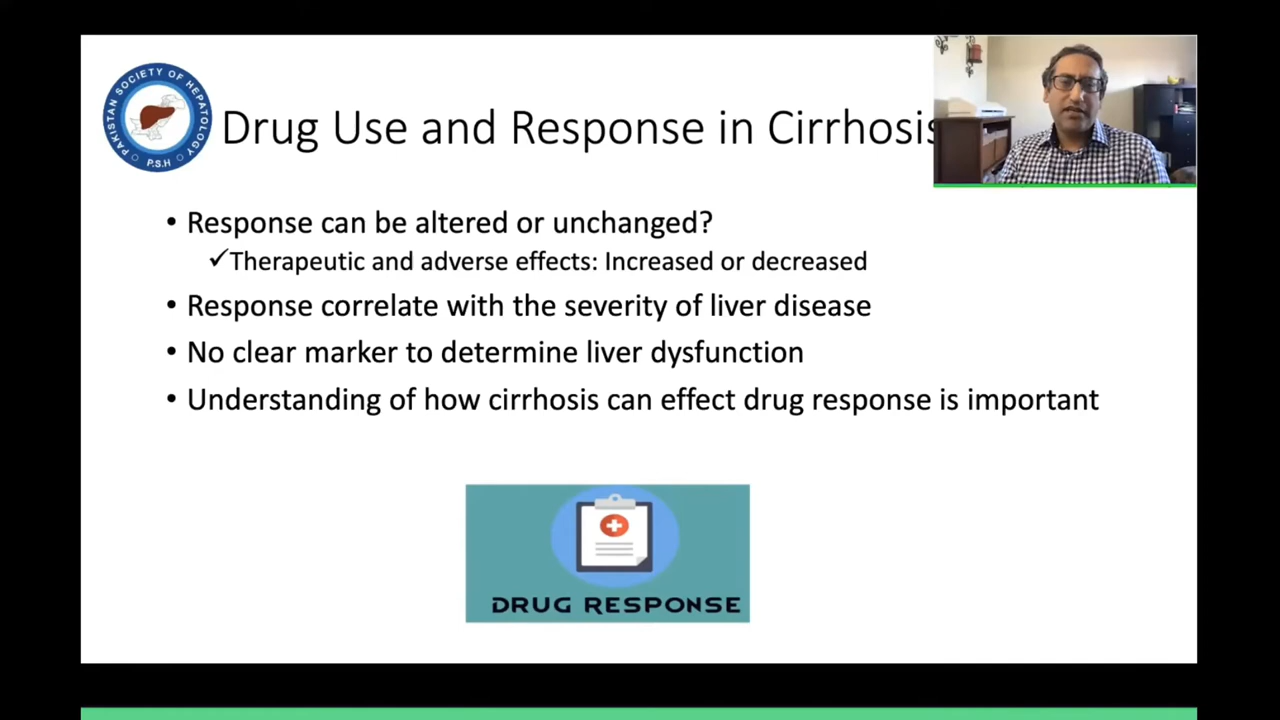 PAKISTAN SOCIETY OF HEPATOLOGY
P.S.H
Drug Use and Response in Cirrhosis
• Response can be altered or unchanged?
✓Therapeutic and adverse effects: Increased or decreased
• Response correlate with the severity of liver disease
• No clear marker to determine liver dysfunction
• Understanding of how cirrhosis can effect drug response is important
DRUG RESPONSE